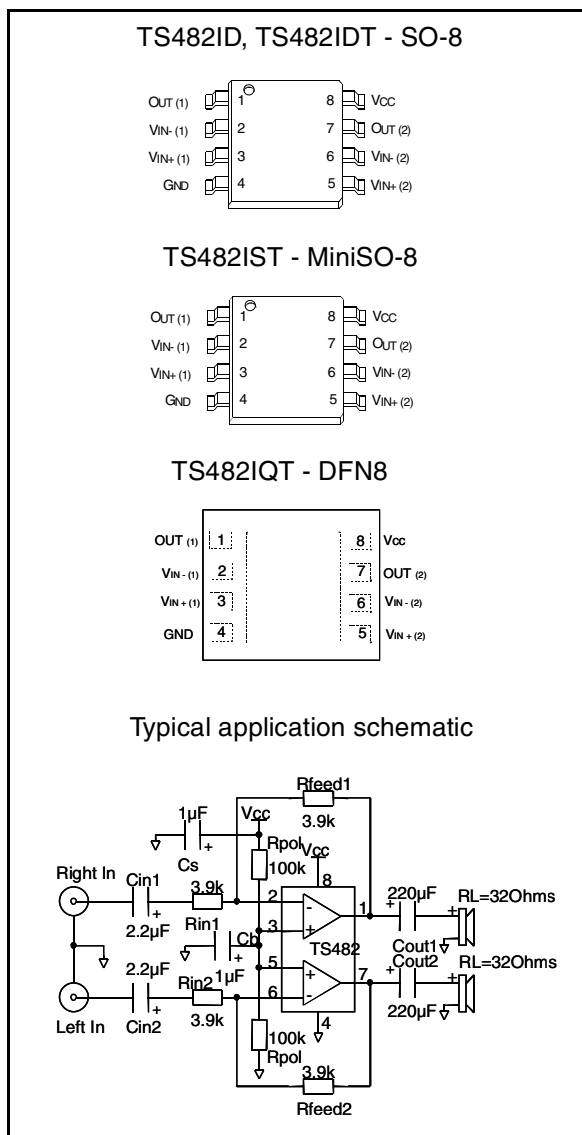 TS482ID, TS482IDT - SO-8
OUT (1) 1 8 VCC
VIN- (1) 2 7 OUT (2)
VIN+ (1) 3 6 VIN- (2)
GND 4 5 VIN+ (2)
TS482IST - MiniSO-8
OUT (1) 1 8 VCC
VIN- (1) 2 7 OUT (2)
VIN+ (1) 3 6 VIN- (2)
GND 4 5 VIN+ (2)
TS482IQT - DFN8
OUT (1) 1 8 Vcc
VIN - (1) 2 7 OUT (2)
VIN + (1) 3 6 VIN - (2)
GND 4 5 VIN + (2)
Typical application schematic
Rfeed1
1µF Vcc 3.9k
+ Rpol Vcc
Cs 100k 8
Right In Cin1 3.9k 2 - 1 220µF RL=32Ohms
+ + +
2.2µF Rin1 3 + Cout1
Cb TS482
2.2µF Rin2 1µF 5 + 7 Cout2 RL=32Ohms
+ 6 - + +
Left In Cin2 3.9k 100k 4 220µF
Rpol 3.9k
Rfeed2